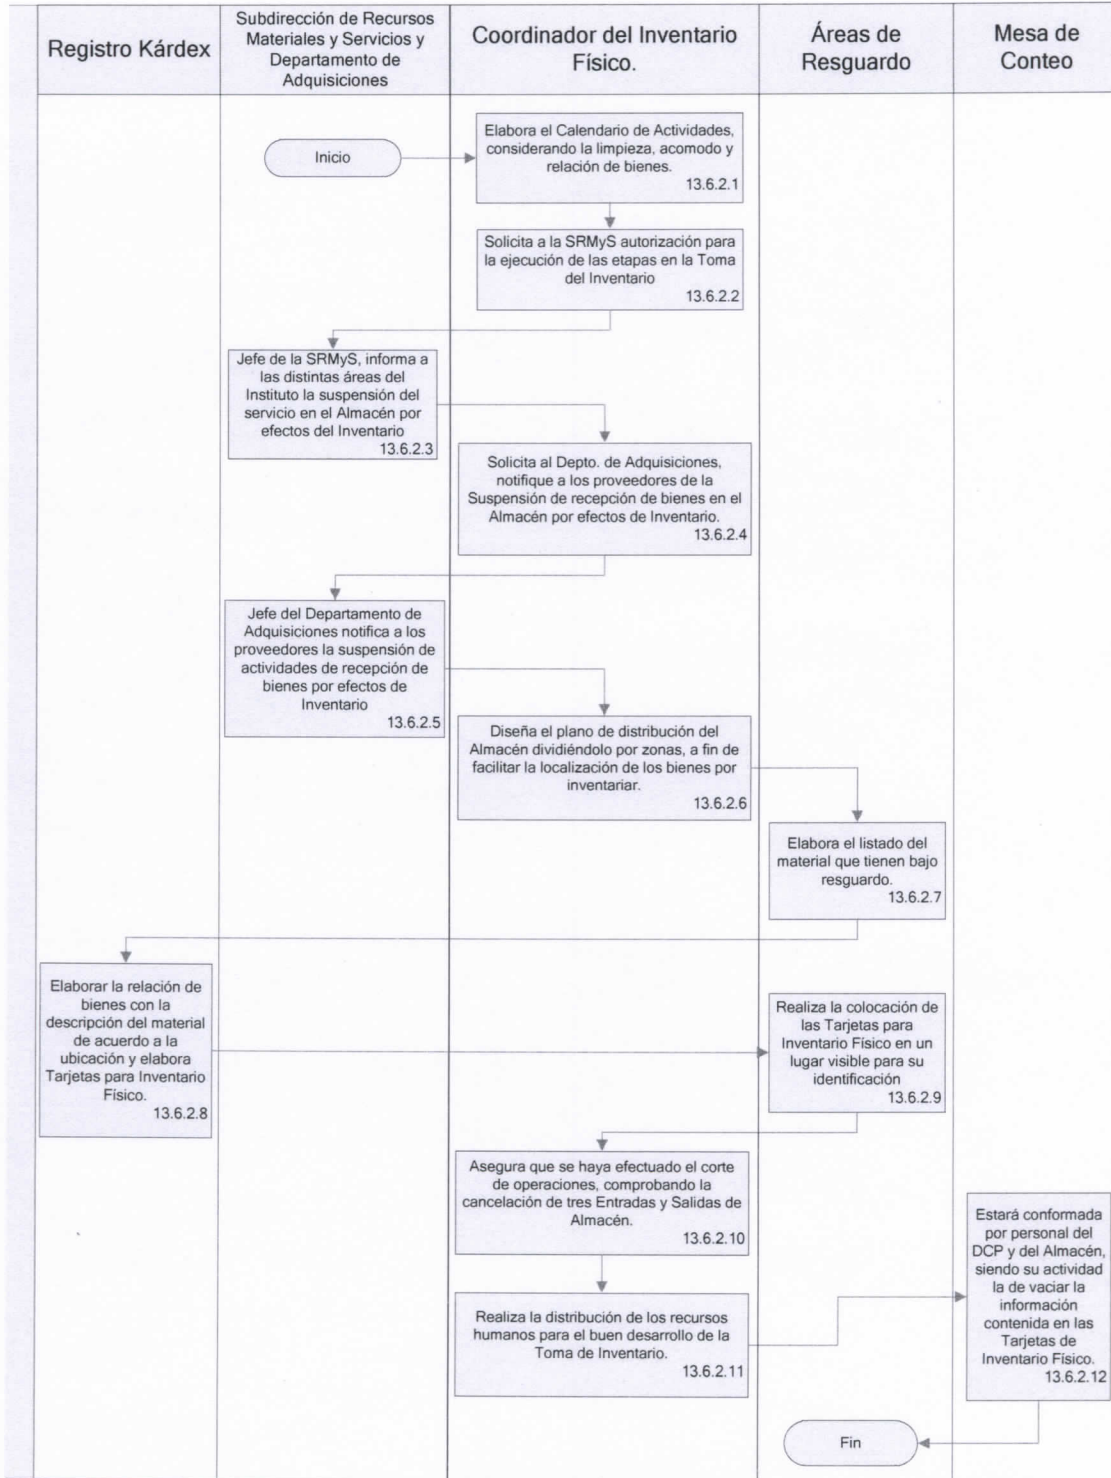 Registro Kárdex
Subdirección de Recursos
Materiales y Servicios y
Departamento de
Adquisiciones
Coordinador del Inventario
Físico.
Áreas de
Resguardo
Mesa de
Conteo
Inicio
Elabora el Calendario de Actividades,
considerando la limpieza, acomodo y
relación de bienes.
13.6.2.1
Solicita a la SRMyS autorización para
la ejecución de las etapas en la Toma
del Inventario
13.6.2.2
Jefe de la SRMyS, informa a
las distintas áreas del
Instituto la suspensión del
servicio en el Almacén por
efectos del Inventario
13.6.2.3
Solicita al Depto. de Adquisiciones,
notifique a los proveedores de la
Suspensión de recepción de bienes en el
Almacén por efectos de Inventario.
13.6.2.4
Jefe del Departamento de
Adquisiciones notifica a los
proveedores la suspensión de
actividades de recepción de
bienes por efectos de
Inventario
13.6.2.5
Diseña el plano de distribución del
Almacén dividiéndolo por zonas, a fin de
facilitar la localización de los bienes por
inventariar.
13.6.2.6
Elabora el listado del
material que tienen bajo
resguardo.
13.6.2.7
Elaborar la relación de
bienes con la
descripción del material
de acuerdo a la
ubicación y elabora
Tarjetas para Inventario
Físico.
13.6.2.8
Realiza la colocación de
las Tarjetas para
Inventario Físico en un
lugar visible para su
identificación
13.6.2.9
Asegura que se haya efectuado el corte
de operaciones, comprobando la
cancelación de tres Entradas y Salidas de
Almacén.
13.6.2.10
Realiza la distribución de los recursos
humanos para el buen desarrollo de la
Toma de Inventario.
13.6.2.11
Estará conformada
por personal del
DCP y del Almacén,
siendo su actividad
la de vaciar la
información
contenida en las
Tarjetas de
Inventario Físico.
13.6.2.12
Fin